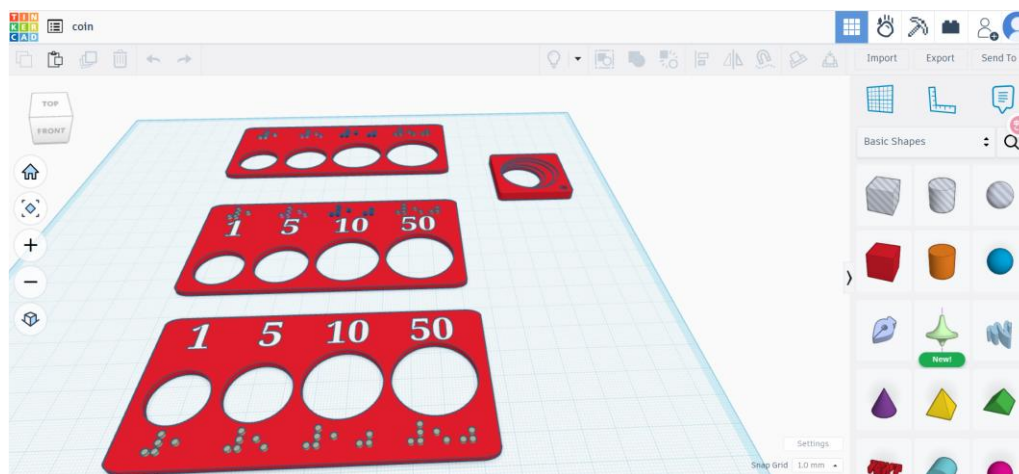 TIN
KER
CAD
coin
Import Export Send To
TOP
FRONT
Basic Shapes
1 5 10 50
1 5 10 50
New!
Settings
Snap Grid 1.0 mm